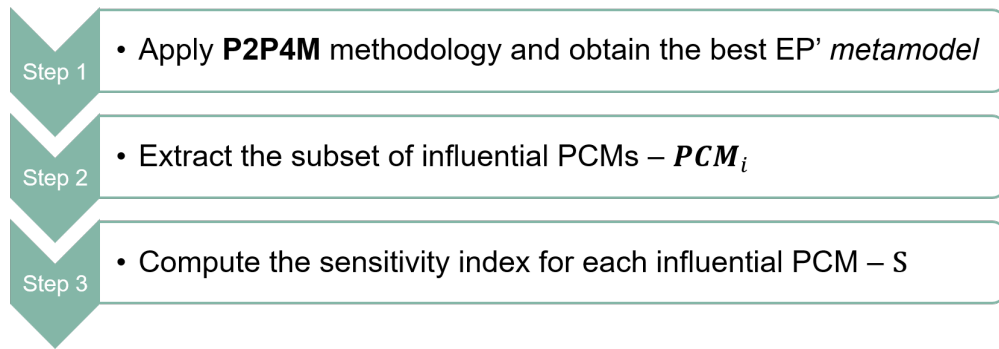 Step 1
• Apply P2P4M methodology and obtain the best EP’ metamodel
Step 2
• Extract the subset of influential PCMs – PCMᵢ
Step 3
• Compute the sensitivity index for each influential PCM – S